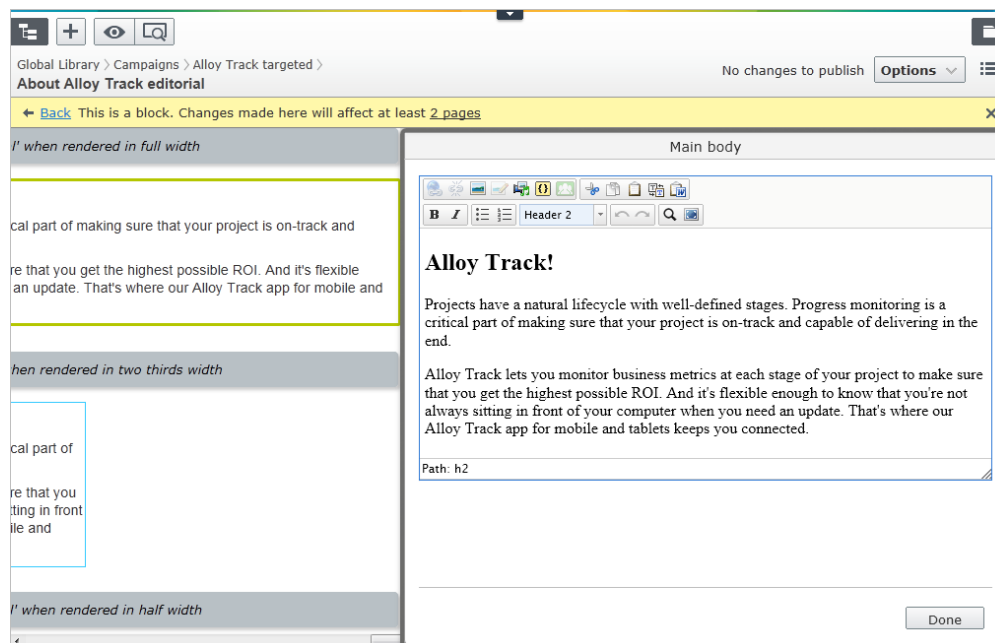 Global Library > Campaigns > Alloy Track targeted >
About Alloy Track editorial
No changes to publish
Options
Back This is a block. Changes made here will affect at least 2 pages
l' when rendered in full width
cal part of making sure that your project is on-track and
re that you get the highest possible ROI. And it's flexible
an update. That's where our Alloy Track app for mobile and
hen rendered in two thirds width
cal part of
re that you
tting in front
ile and
l' when rendered in half width
Main body
B I
Header 2
Alloy Track!
Projects have a natural lifecycle with well-defined stages. Progress monitoring is a
critical part of making sure that your project is on-track and capable of delivering in the
end.
Alloy Track lets you monitor business metrics at each stage of your project to make sure
that you get the highest possible ROI. And it's flexible enough to know that you're not
always sitting in front of your computer when you need an update. That's where our
Alloy Track app for mobile and tablets keeps you connected.
Path: h2
Done